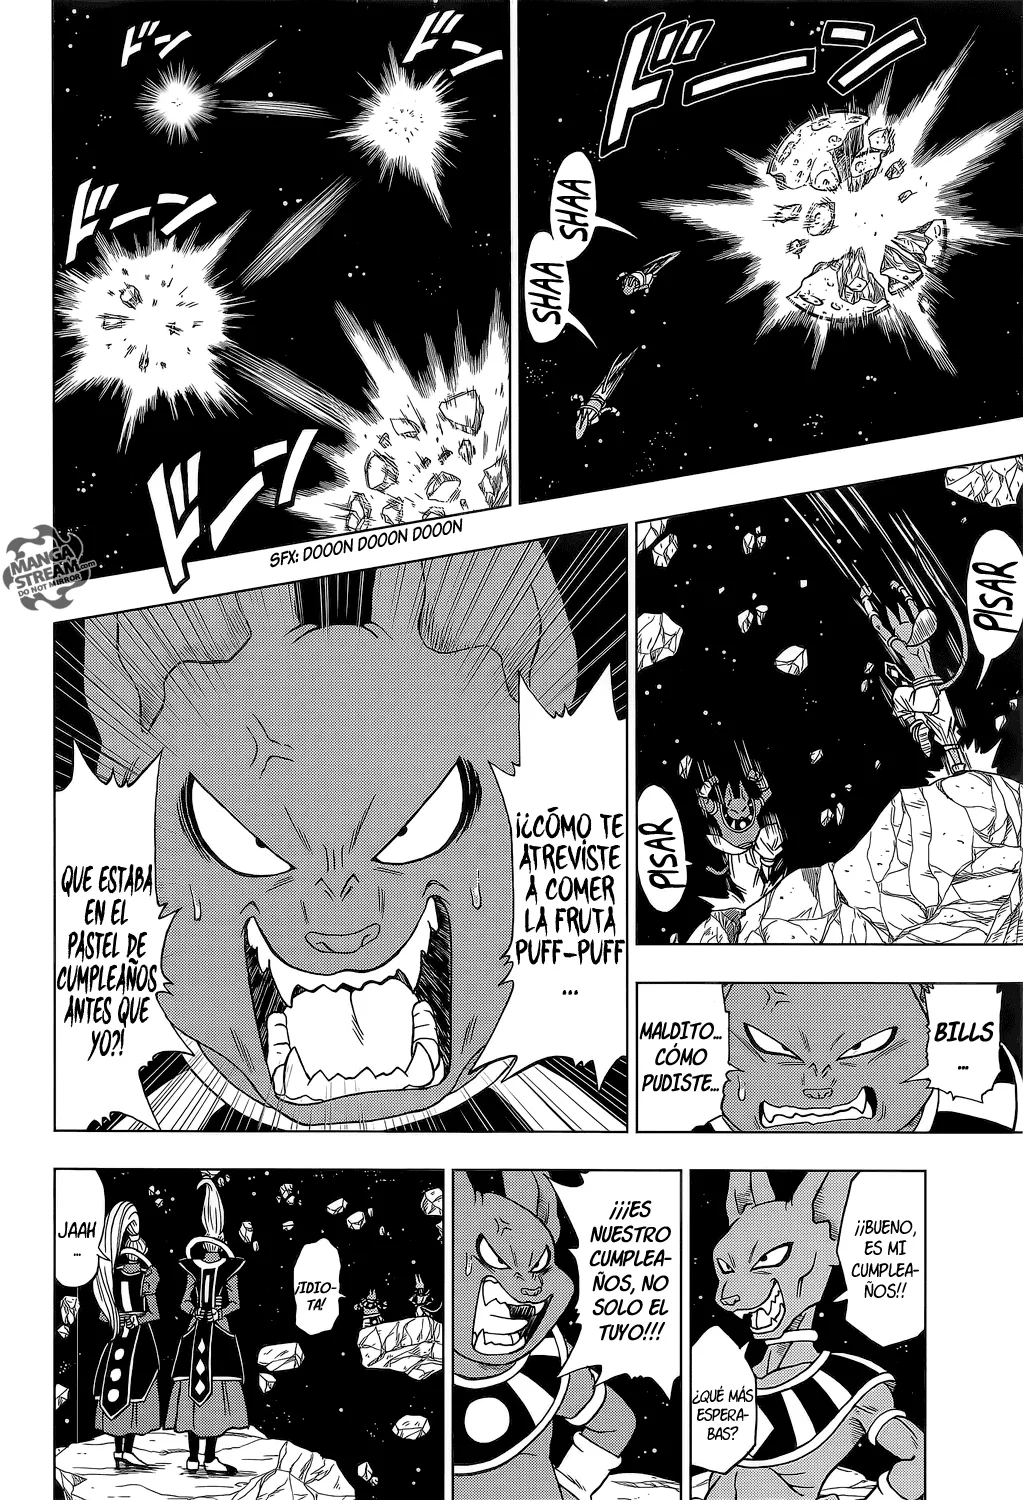 ドーン
SHAA
SHAA
ドン
ドーン
ドーン
ドーン
SFX: DOOON DOOON DOOON
MANGA
STREAM.com
DO NOT MIRROR
PISAR
PISAR
BILLS
...
MALDITO...
CÓMO
PUDISTE...
¡¿CÓMO TE
ATREVISTE
A COMER
LA FRUTA
PUFF-PUFF
...
QUE ESTABA
EN EL
PASTEL DE
CUMPLEAÑOS
ANTES QUE
YO?!
¡¡BUENO,
ES MI
CUMPLEA-
ÑOS!!
¿QUÉ MÁS
ESPERA-
BAS?
¡¡¡ES
NUESTRO
CUMPLEA-
ÑOS, NO
SOLO EL
TUYO!!!
¡IDIO-
TA!
JAAH
...